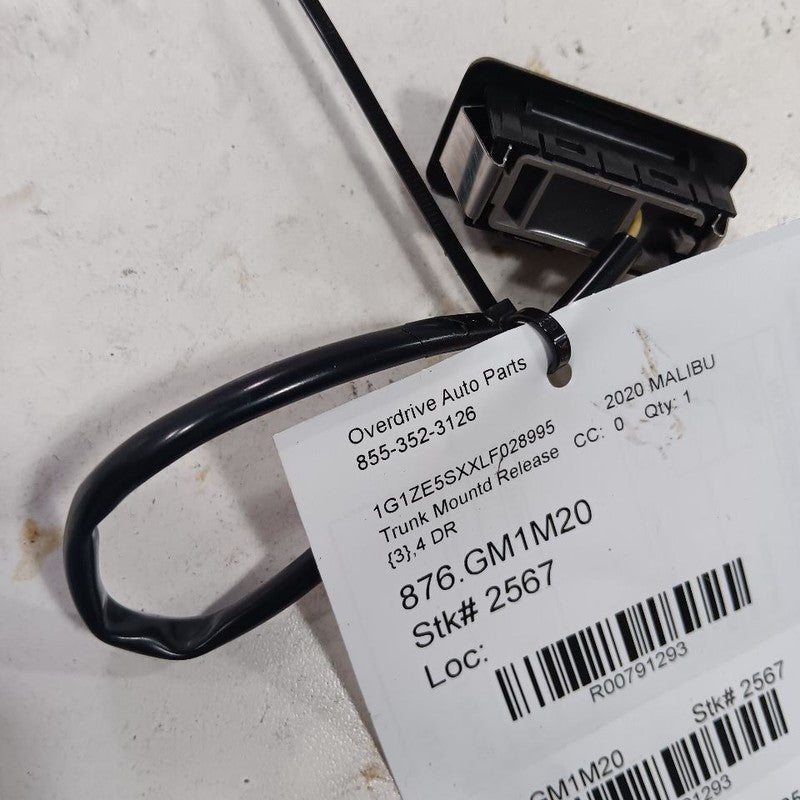 Overdrive Auto Parts
855-352-3126
1G1ZE5SXXLF028995 2020 MALIBU
Trunk Mountd Release CC: 0 Qty: 1
{3},4 DR
876.GM1M20
Stk# 2567
Loc:
R00791293
Stk# 2567
GM1M20